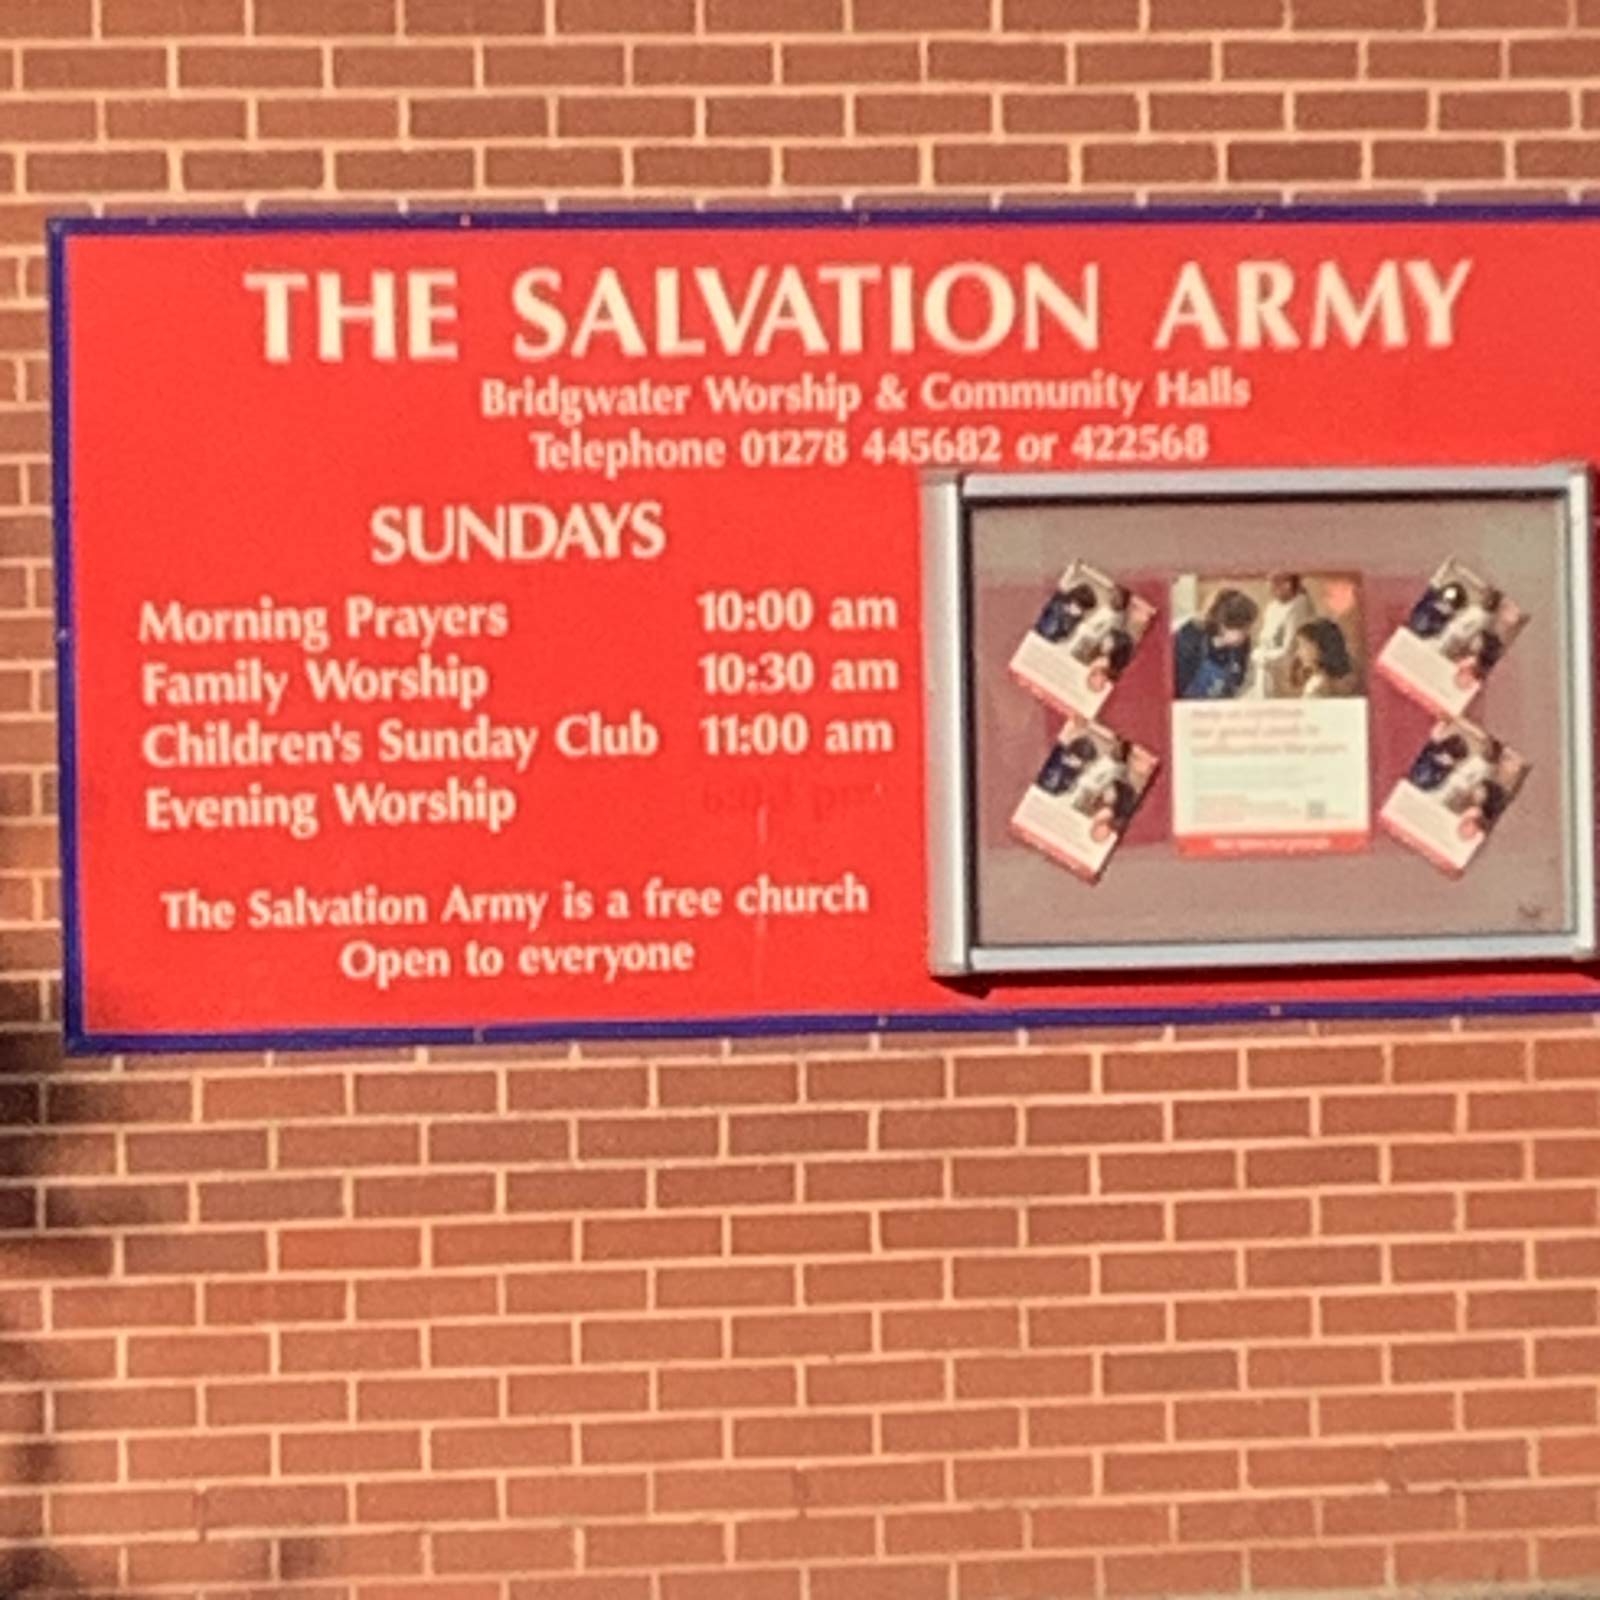 THE SALVATION ARMY
Bridgwater Worship & Community Halls
Telephone 01278 445682 or 422568
SUNDAYS
Morning Prayers 10:00 am
Family Worship 10:30 am
Children's Sunday Club 11:00 am
Evening Worship
The Salvation Army is a free church
Open to everyone